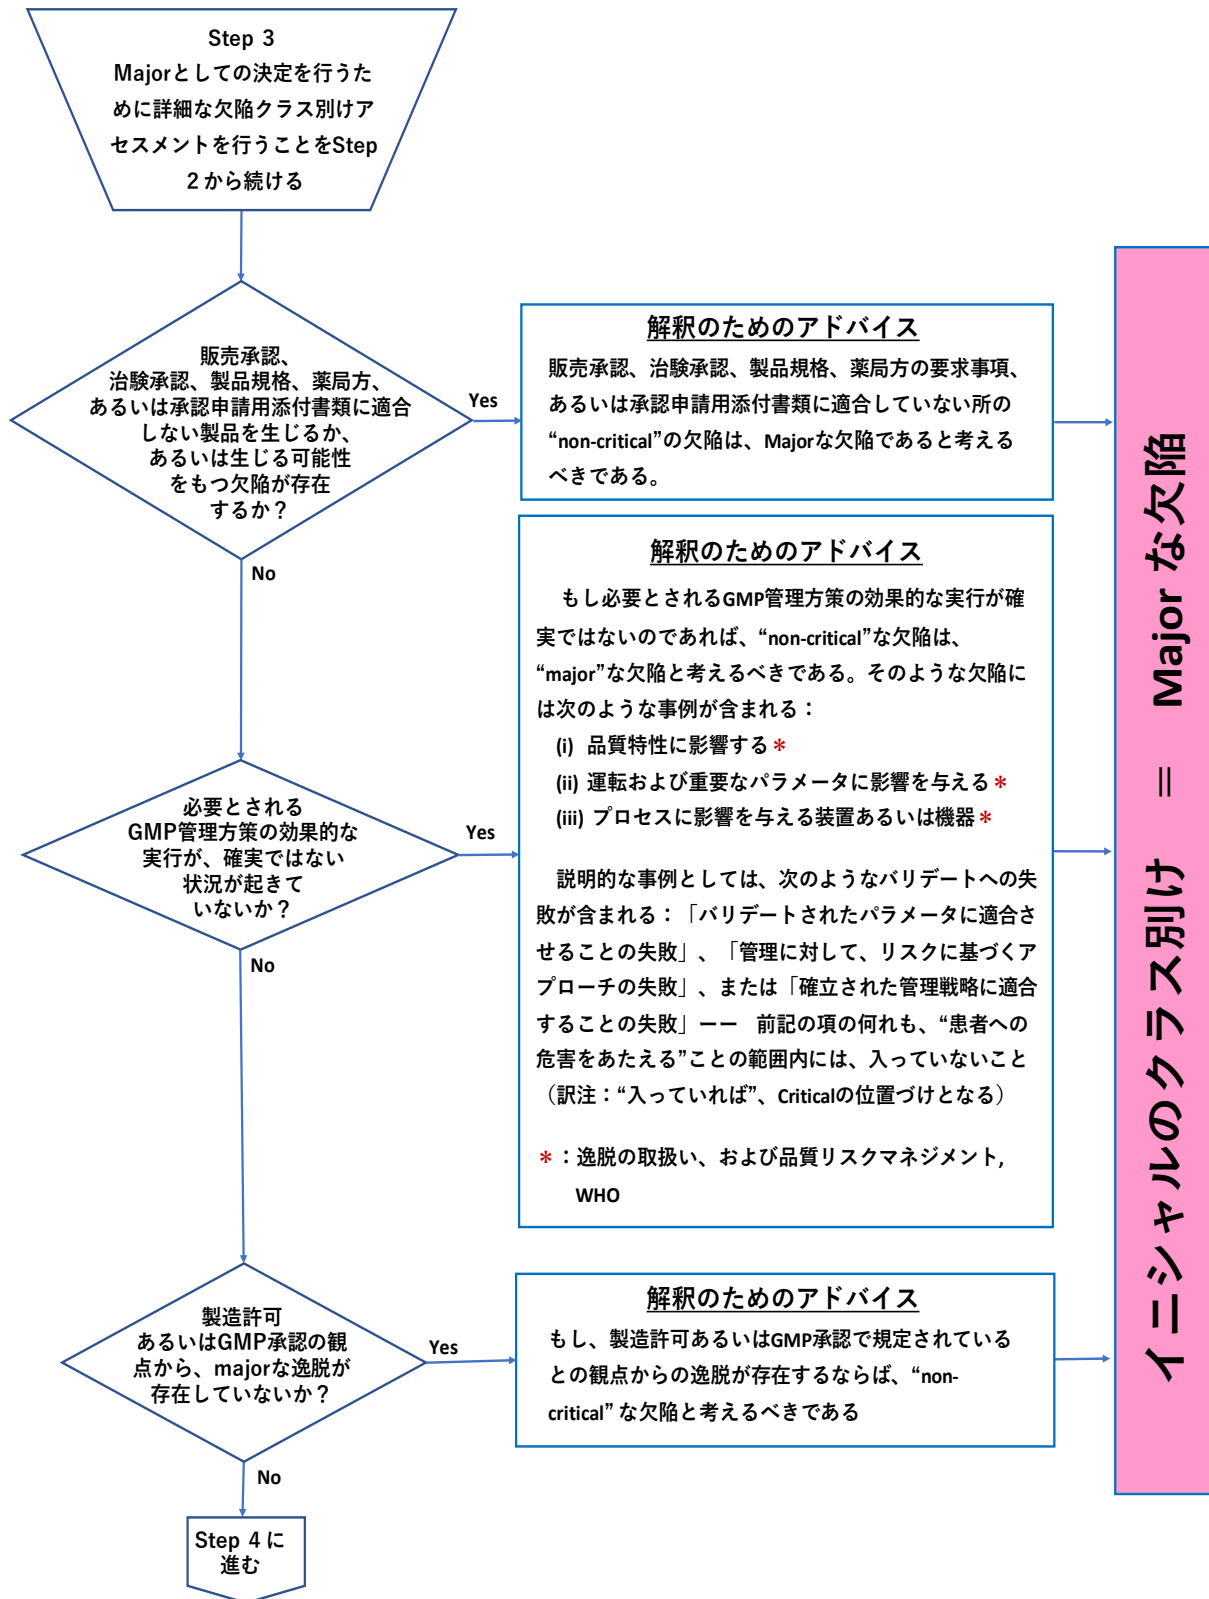 Step 3
Majorとしての決定を行うた
めに詳細な欠陥クラス別けア
セスメントを行うことをStep
２から続ける
販売承認、
治験承認、製品規格、薬局方、
あるいは承認申請用添付書類に適合
しない製品を生じるか、
あるいは生じる可能性
をもつ欠陥が存在
するか？
Yes
No
解釈のためのアドバイス
販売承認、治験承認、製品規格、薬局方の要求事項、
あるいは承認申請用添付書類に適合していない所の
“non-critical”の欠陥は、Majorな欠陥であると考える
べきである。
必要とされる
GMP管理方策の効果的な
実行が、確実ではない
状況が起きて
いないか？
Yes
No
解釈のためのアドバイス
もし必要とされるGMP管理方策の効果的な実行が確
実ではないのであれば、“non-critical”な欠陥は、
“major”な欠陥と考えるべきである。そのような欠陥に
は次のような事例が含まれる：
(i) 品質特性に影響する＊
(ii) 運転および重要なパラメータに影響を与える＊
(iii) プロセスに影響を与える装置あるいは機器＊
説明的な事例としては、次のようなバリデートへの失
敗が含まれる：「バリデートされたパラメータに適合さ
せることの失敗」、「管理に対して、リスクに基づくア
プローチの失敗」、または「確立された管理戦略に適合
することの失敗」ーー　前記の項の何れも、“患者への
危害をあたえる”ことの範囲内には、入っていないこと
（訳注：“入っていれば”、Criticalの位置づけとなる）
＊：逸脱の取扱い、および品質リスクマネジメント,
WHO
製造許可
あるいはGMP承認の観
点から、majorな逸脱が
存在していないか？
Yes
No
解釈のためのアドバイス
もし、製造許可あるいはGMP承認で規定されている
との観点からの逸脱が存在するならば、“non-
critical” な欠陥と考えるべきである
Step 4 に
進む
イニシャルのクラス別け　＝　Major な欠陥